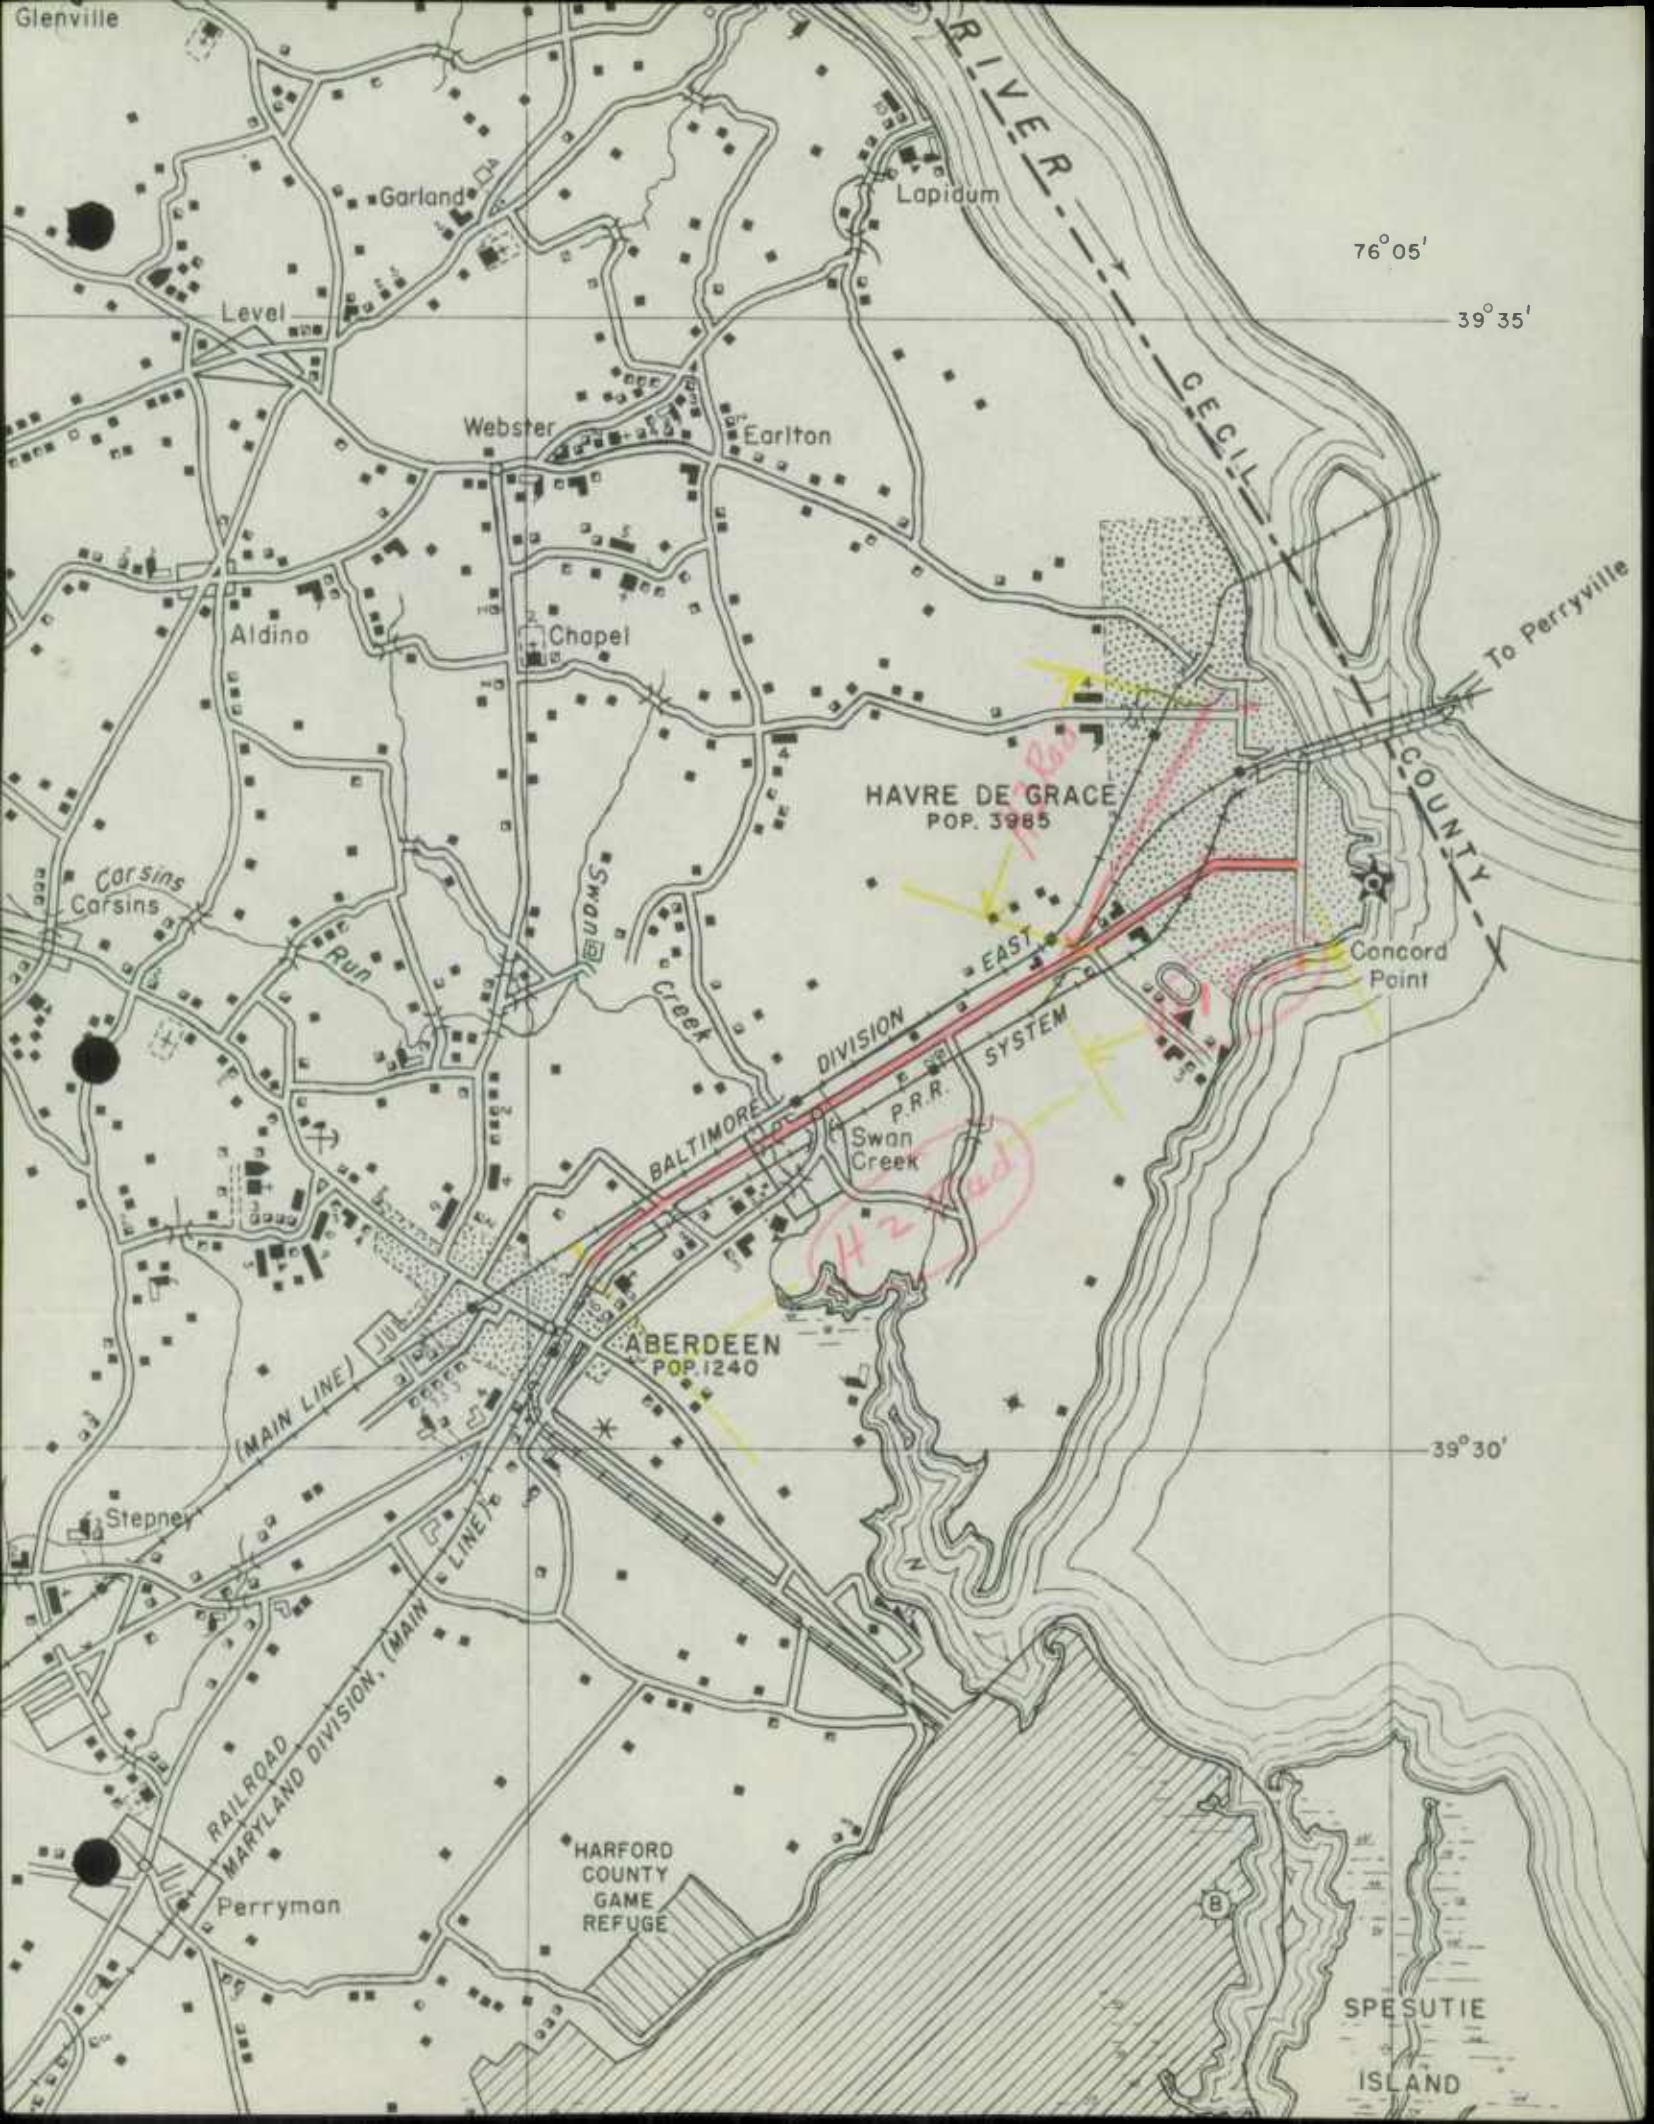 Glenville
RIVER
Garland
Lapidum
76°05'
Level
39°35'
CECIL
Webster
Earlton
To Perryville
Aldino
Chapel
COUNTY
HAVRE DE GRACE
POP. 3985
Carsins
Carsins
Run
Swan
Creek
Concord
Point
BALTIMORE DIVISION EAST
P.R.R. SYSTEM
Swan
Creek
H 2
ABERDEEN
POP. 1240
(MAIN LINE)
39°30'
Stepney
RAILROAD
MARYLAND DIVISION, (MAIN LINE)
Perryman
HARFORD
COUNTY
GAME
REFUGE
B
SPESUTIE
ISLAND